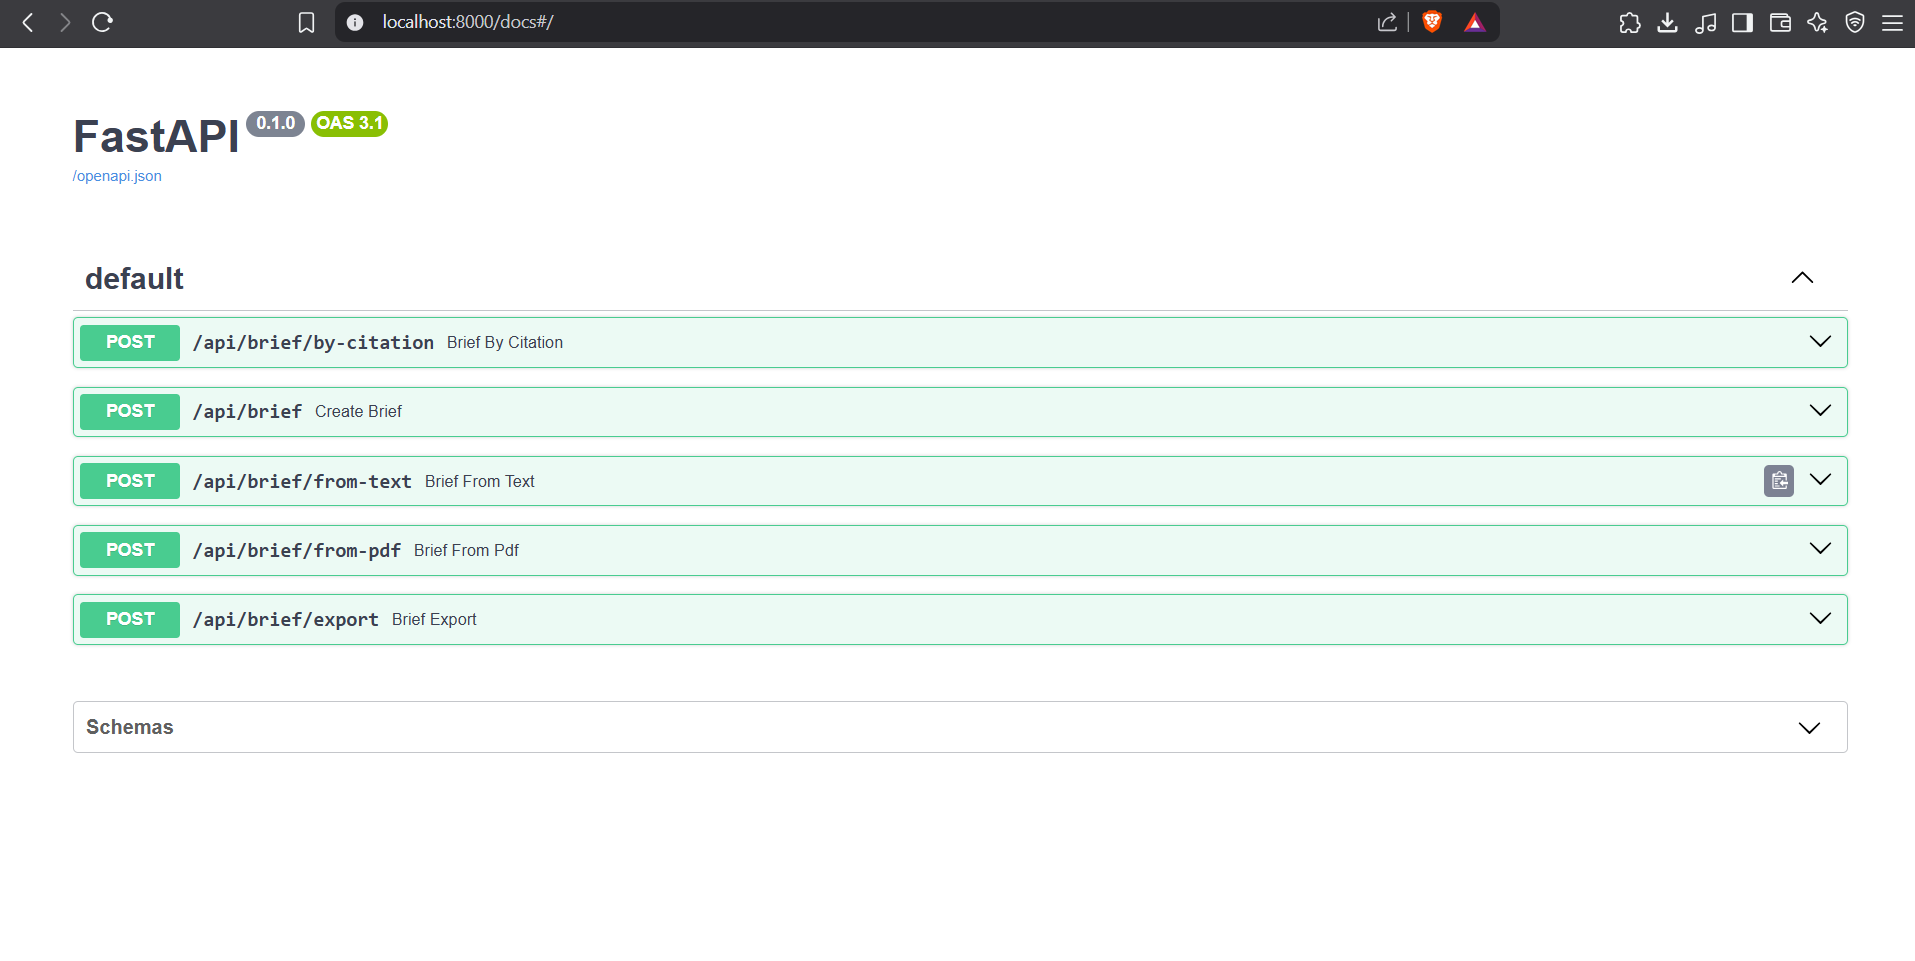 localhost:8000/docs#/
FastAPI 0.1.0 OAS 3.1
/openapi.json
default
POST /api/brief/by-citation Brief By Citation
POST /api/brief Create Brief
POST /api/brief/from-text Brief From Text
POST /api/brief/from-pdf Brief From Pdf
POST /api/brief/export Brief Export
Schemas